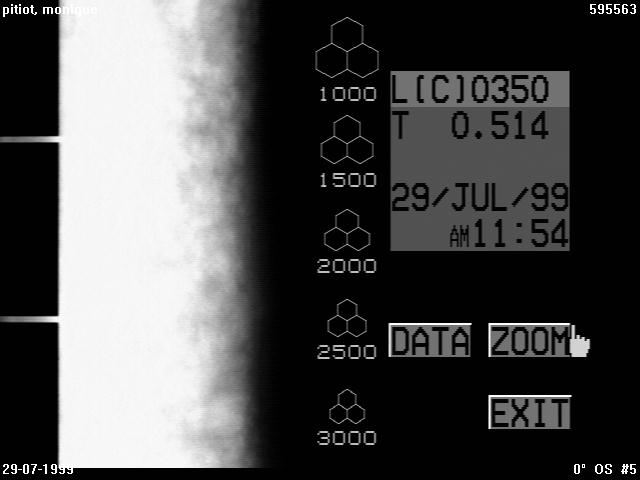 pitiot, monique
595563
1000
1500
2000
2500
3000
L(C)0350
T 0.514
29/JUL/99
AM11:54
DATA ZOOM
EXIT
29-07-1999
0° OS #5